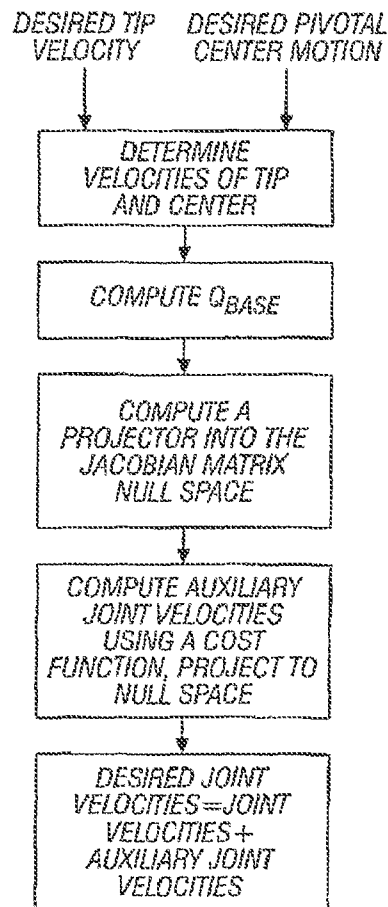 DESIRED TIP
VELOCITY
DESIRED PIVOTAL
CENTER MOTION
DETERMINE
VELOCITIES OF TIP
AND CENTER
COMPUTE QBASE
COMPUTE A
PROJECTOR INTO THE
JACOBIAN MATRIX
NULL SPACE
COMPUTE AUXILIARY
JOINT VELOCITIES
USING A COST
FUNCTION, PROJECT TO
NULL SPACE
DESIRED JOINT
VELOCITIES=JOINT
VELOCITIES+
AUXILIARY JOINT
VELOCITIES